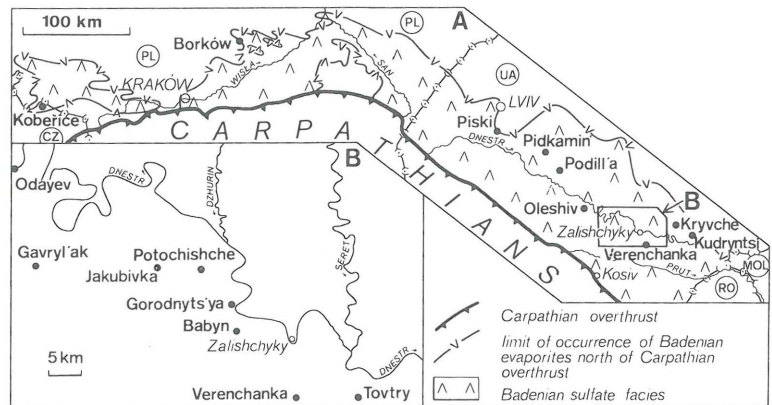 100 km
A
PL
PL
Borków
KRAKÓW
WISŁA
SAN
UA
LVIV
Kobeřice
CZ
CARPATHIANS
Piski
DNESTR
Pidkamin
Podill'a
B
Oleshiv
Zalishchyky
Kryvche
Kudryntsi
Verenchanka
PRUT
MOL
RO
Kosiv
B
Odayev
DNESTR
DZHURIN
SERET
Gavryl'ak
Potochishche
Jakubivka
Gorodnyts'ya
Babyn
Zalishchyky
5 km
DNESTR
Verenchanka
Tovtry
Carpathian overthrust
limit of occurrence of Badenian
evaporites north of Carpathian
overthrust
Badenian sulfate facies